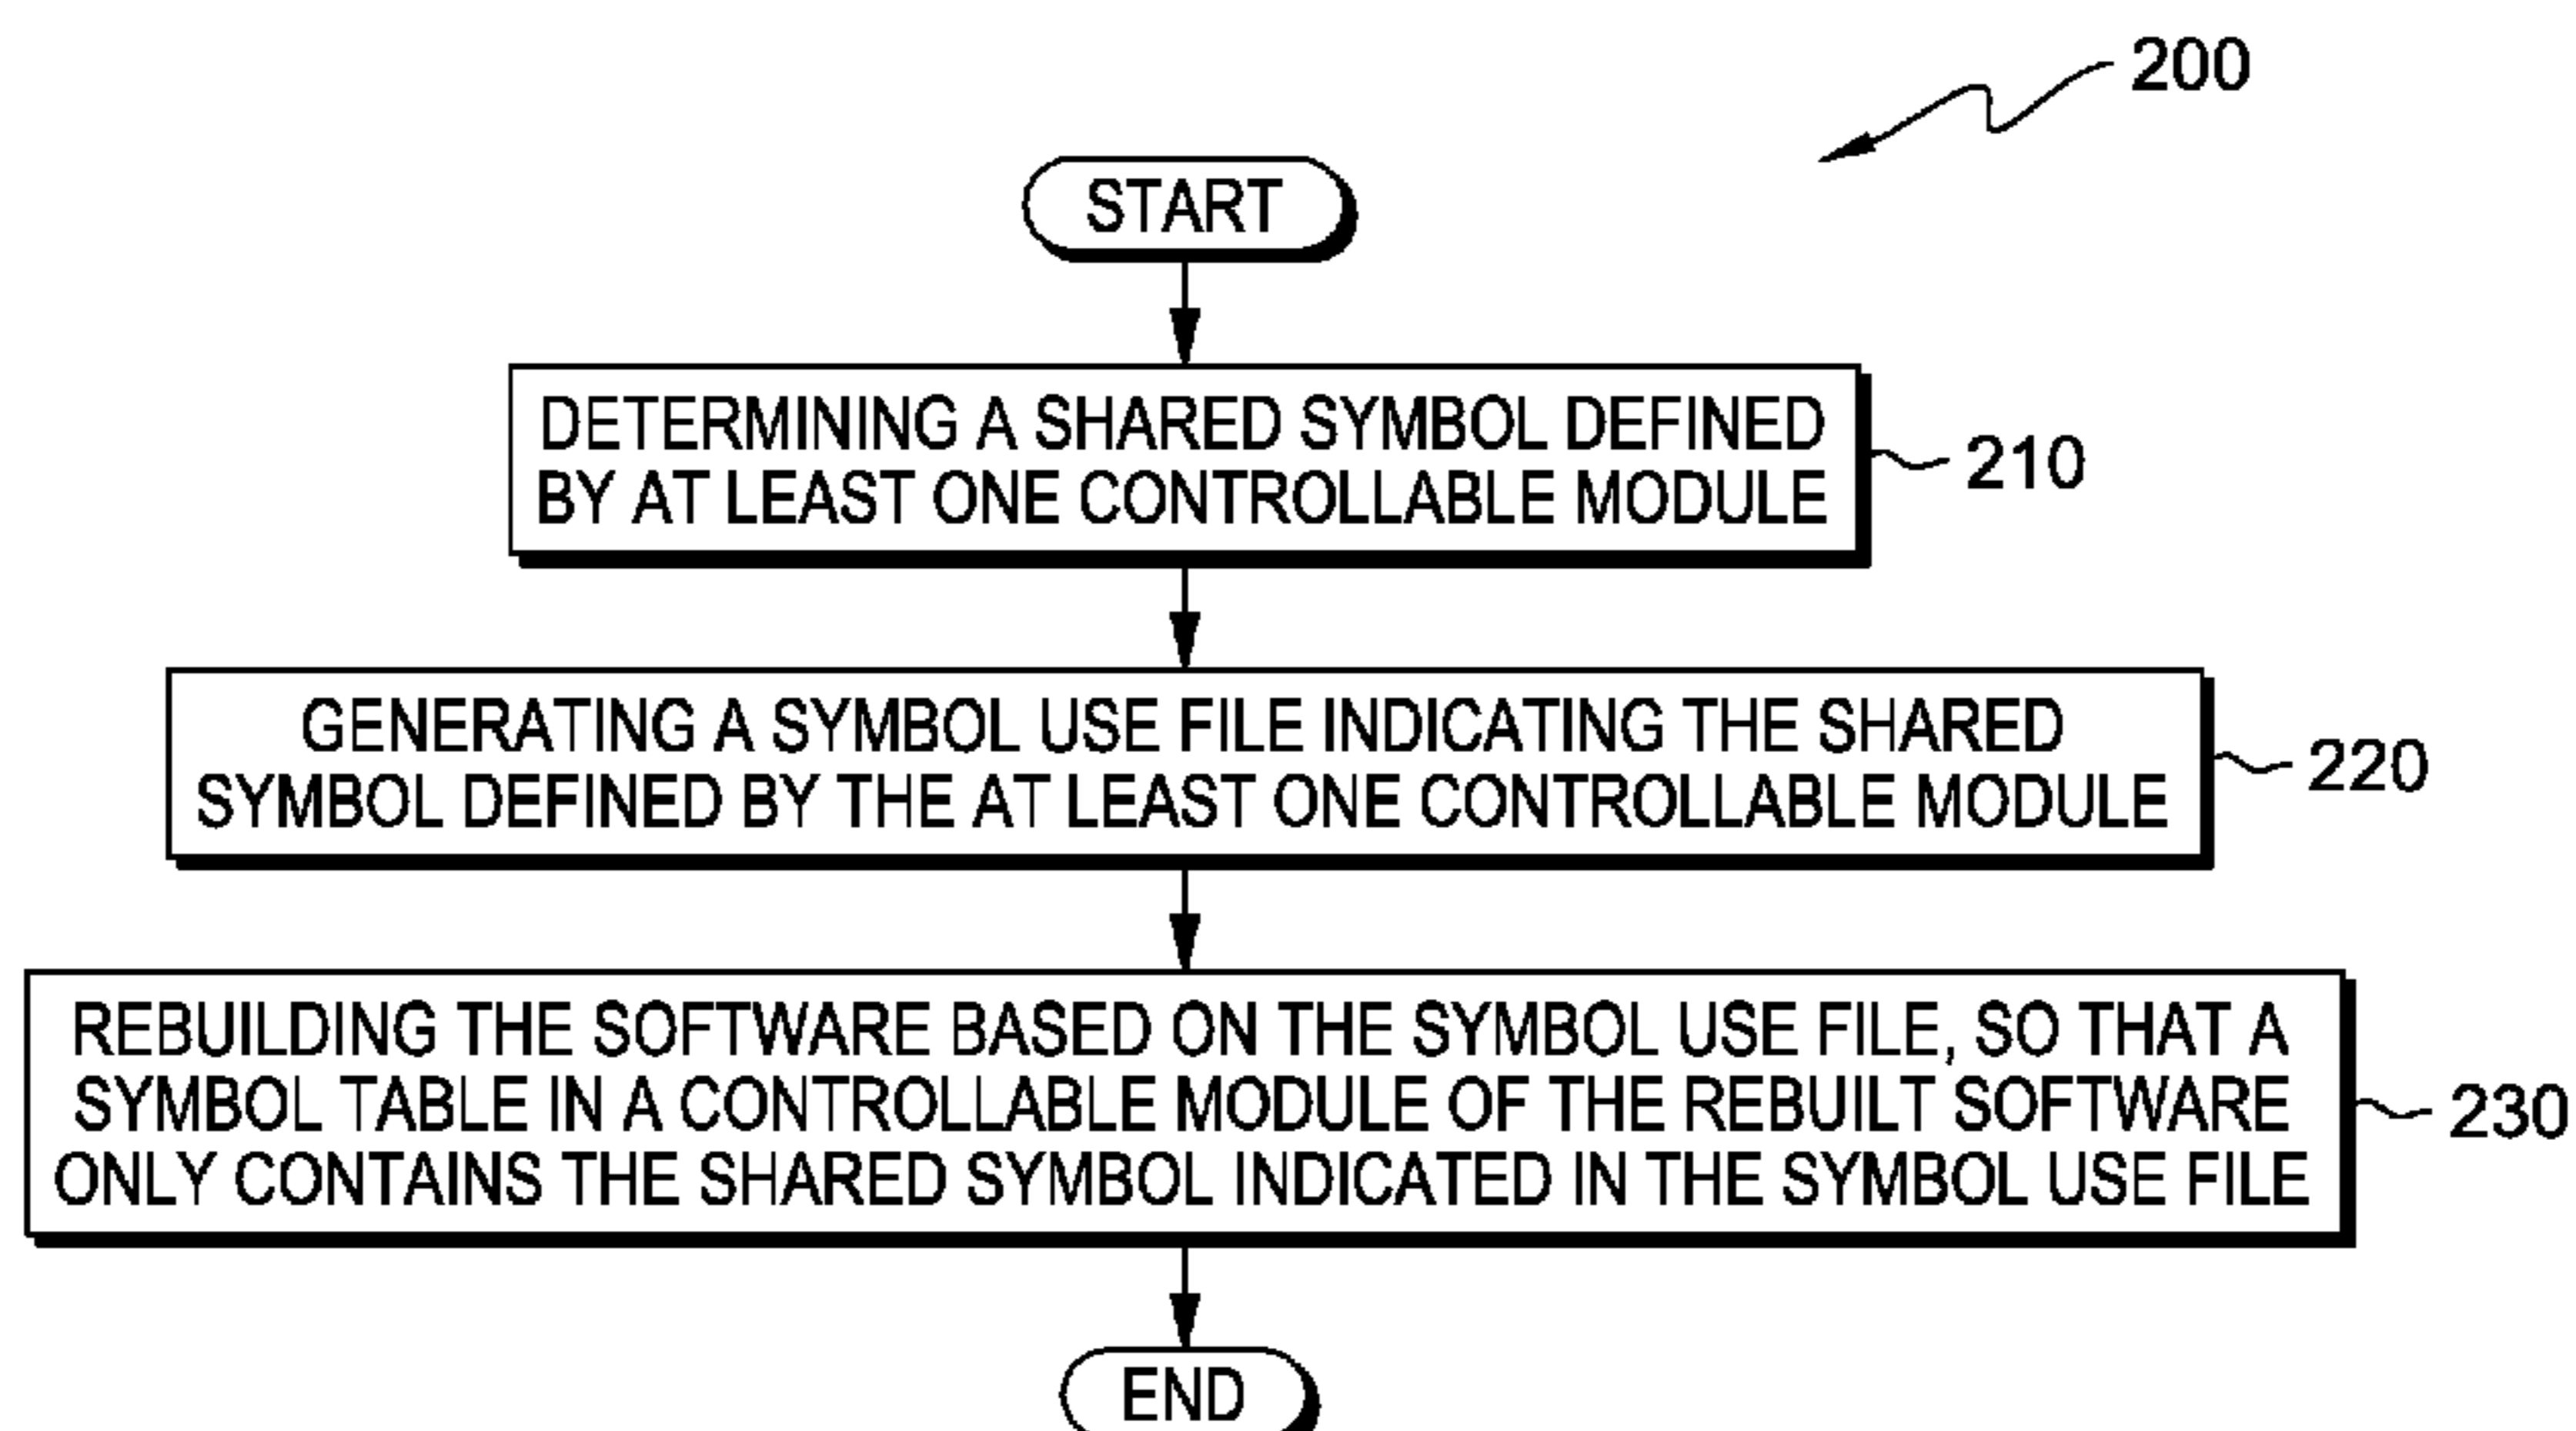 200
START
DETERMINING A SHARED SYMBOL DEFINED
BY AT LEAST ONE CONTROLLABLE MODULE
210
GENERATING A SYMBOL USE FILE INDICATING THE SHARED
SYMBOL DEFINED BY THE AT LEAST ONE CONTROLLABLE MODULE
220
REBUILDING THE SOFTWARE BASED ON THE SYMBOL USE FILE, SO THAT A
SYMBOL TABLE IN A CONTROLLABLE MODULE OF THE REBUILT SOFTWARE
ONLY CONTAINS THE SHARED SYMBOL INDICATED IN THE SYMBOL USE FILE
230
END